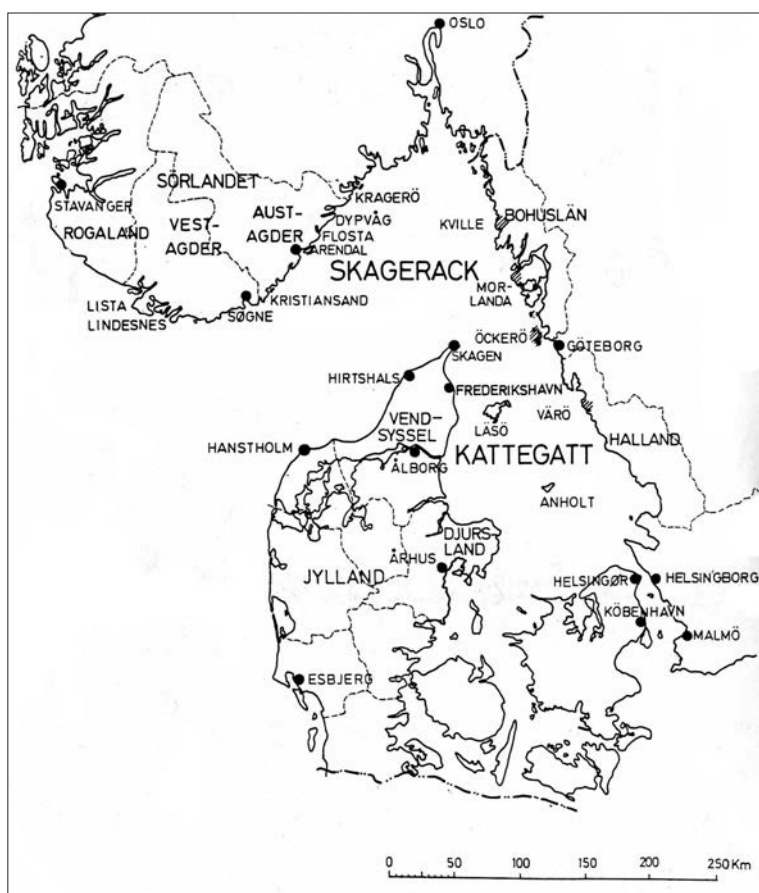 OSLO
SÖRLANDET
STAVANGER
ROGALAND
VEST-
AGDER
AUST-
AGDER
KRAGERÖ
DYPVÅG
FLOSTA
ARENDAL
KVILLE
BOHUSLÄN
SKAGERACK
MOR-
LANDA
LISTA
LINDESNES
SØGNE
KRISTIANSAND
ÖCKERÖ
GÖTEBORG
SKAGEN
HIRTSHALS
FREDERIKSHAVN
LÄSÖ
VÄRÖ
HALLAND
VEND-
SYSSEL
HANSTHOLM
ÅLBORG
KATTEGATT
ANHOLT
DJURS-
LAND
ÅRHUS
JYLLAND
HELSINGØR
HELSINGBORG
KÖBENHAVN
MALMÖ
ESBJERG
0 50 100 150 200 250 Km